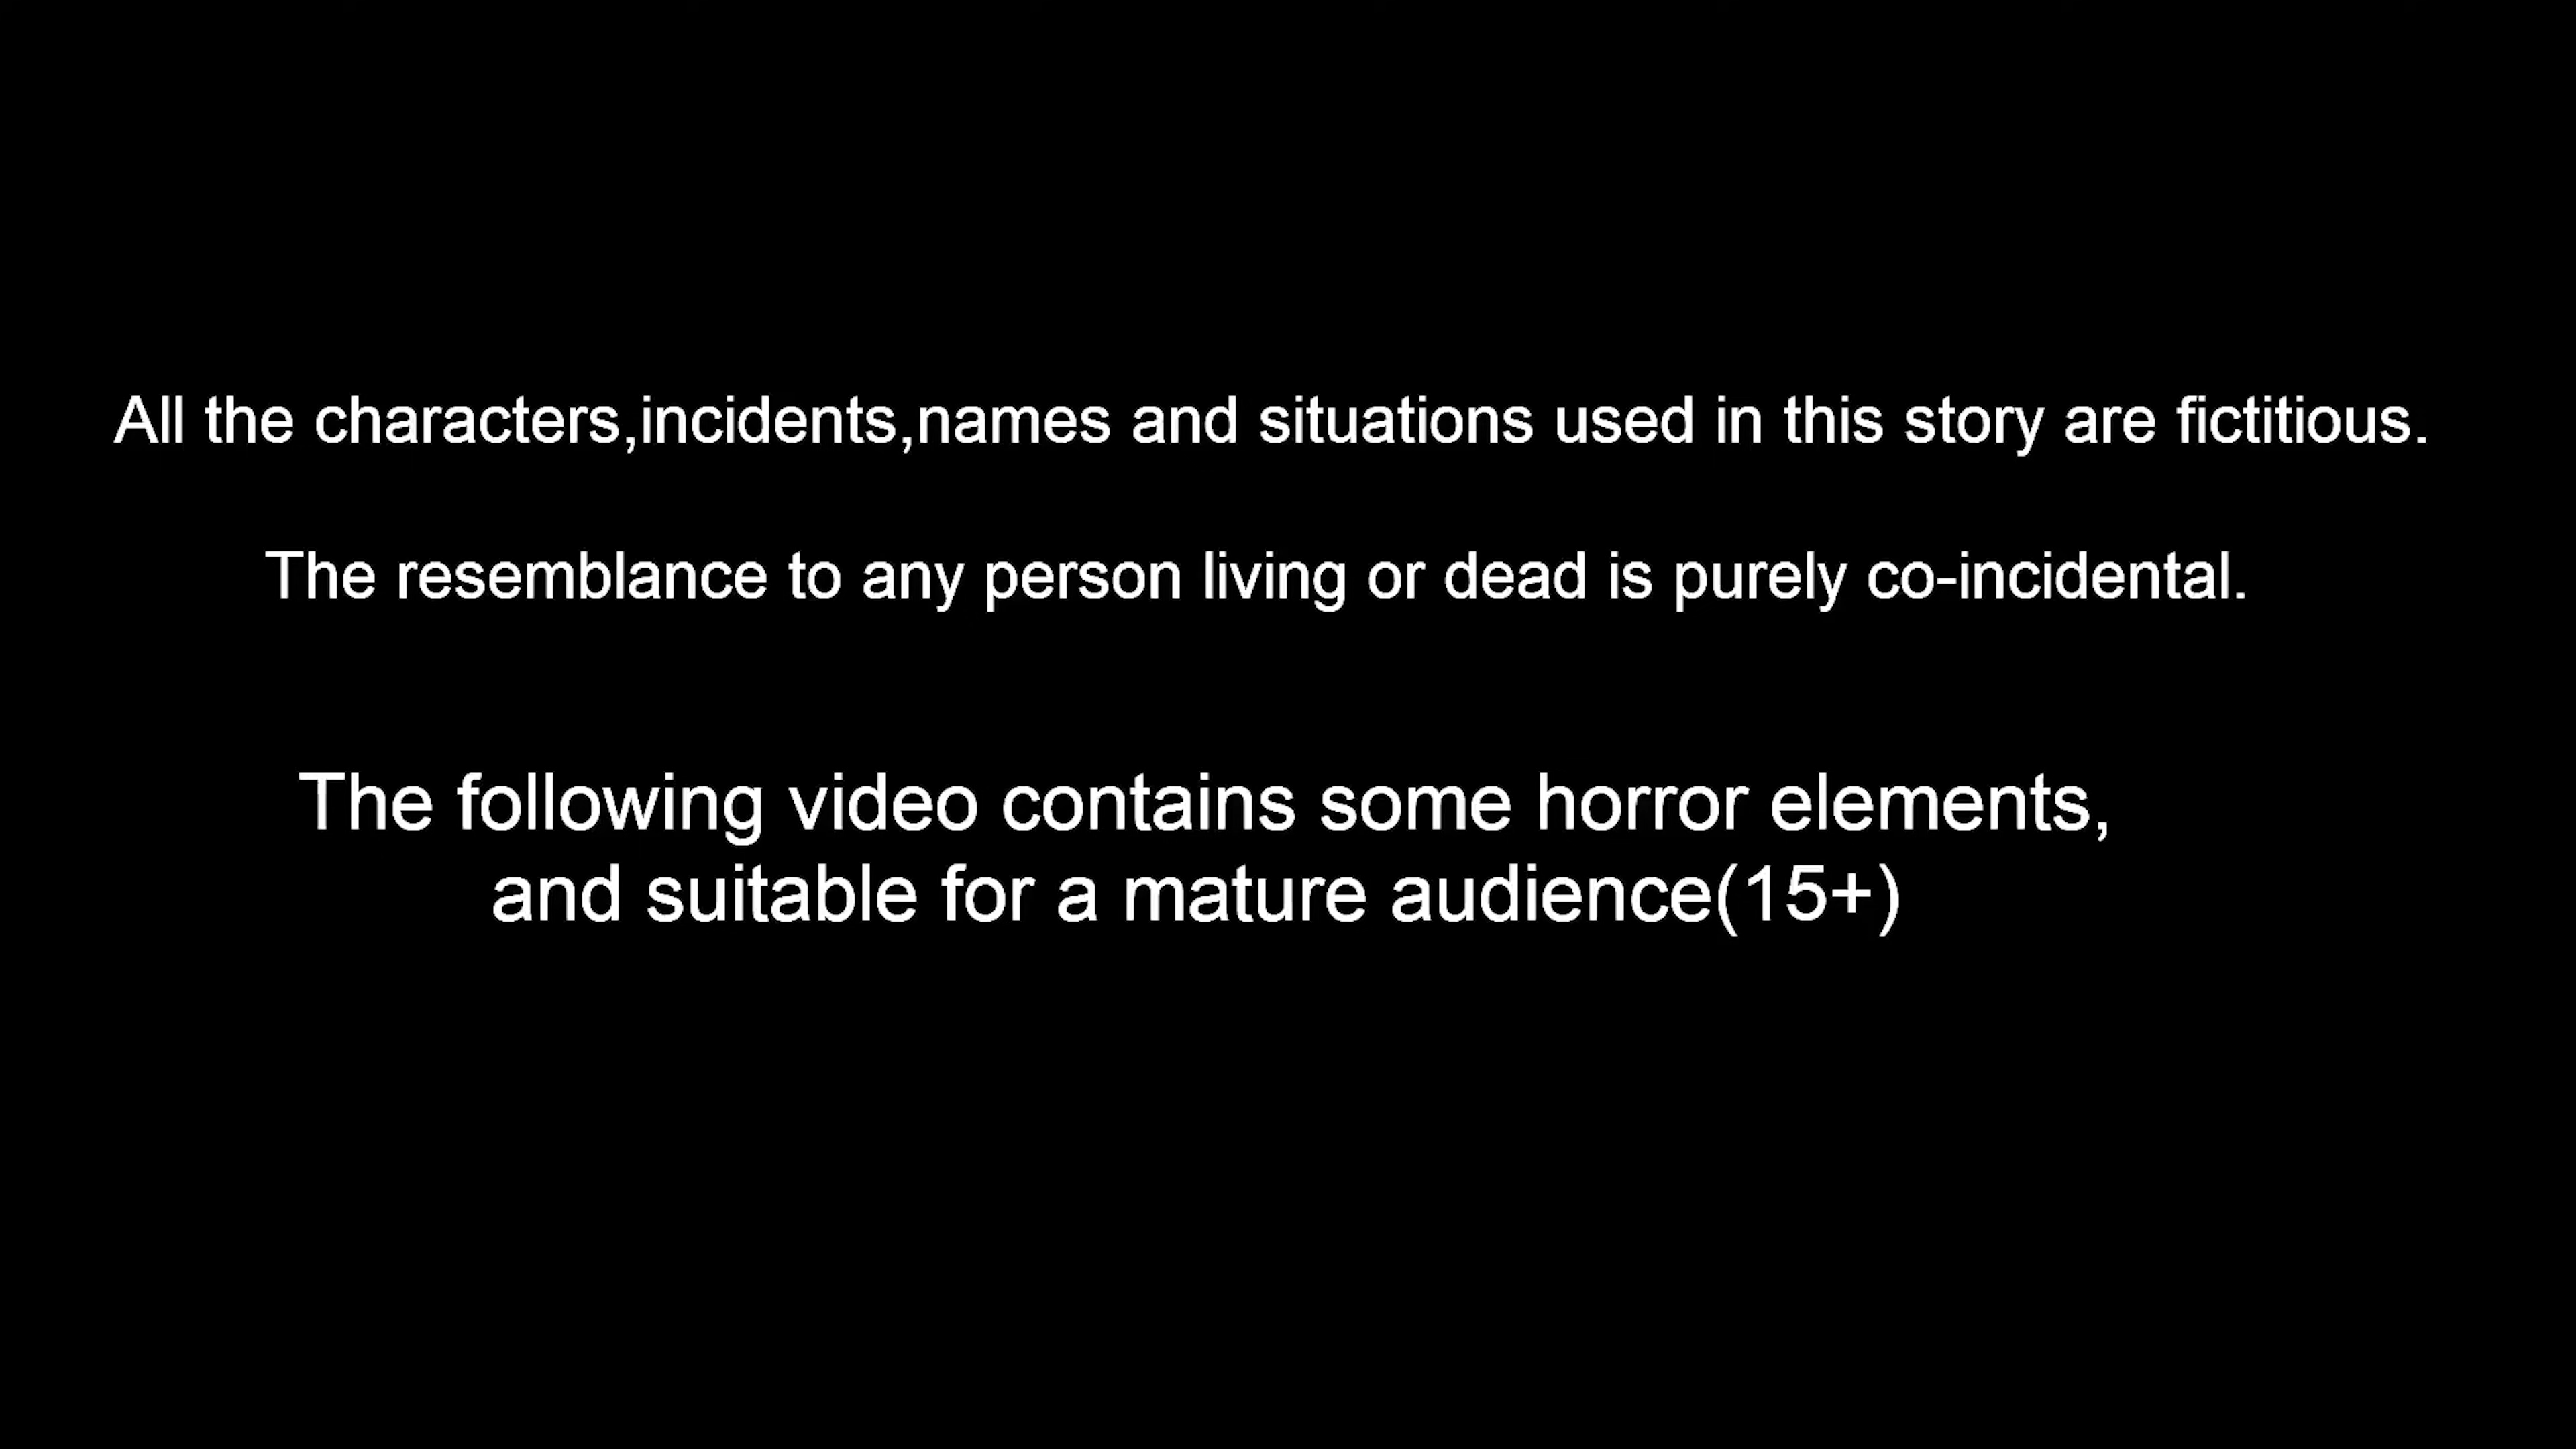 All the characters,incidents,names and situations used in this story are fictitious.
The resemblance to any person living or dead is purely co-incidental.
The following video contains some horror elements,
and suitable for a mature audience(15+)